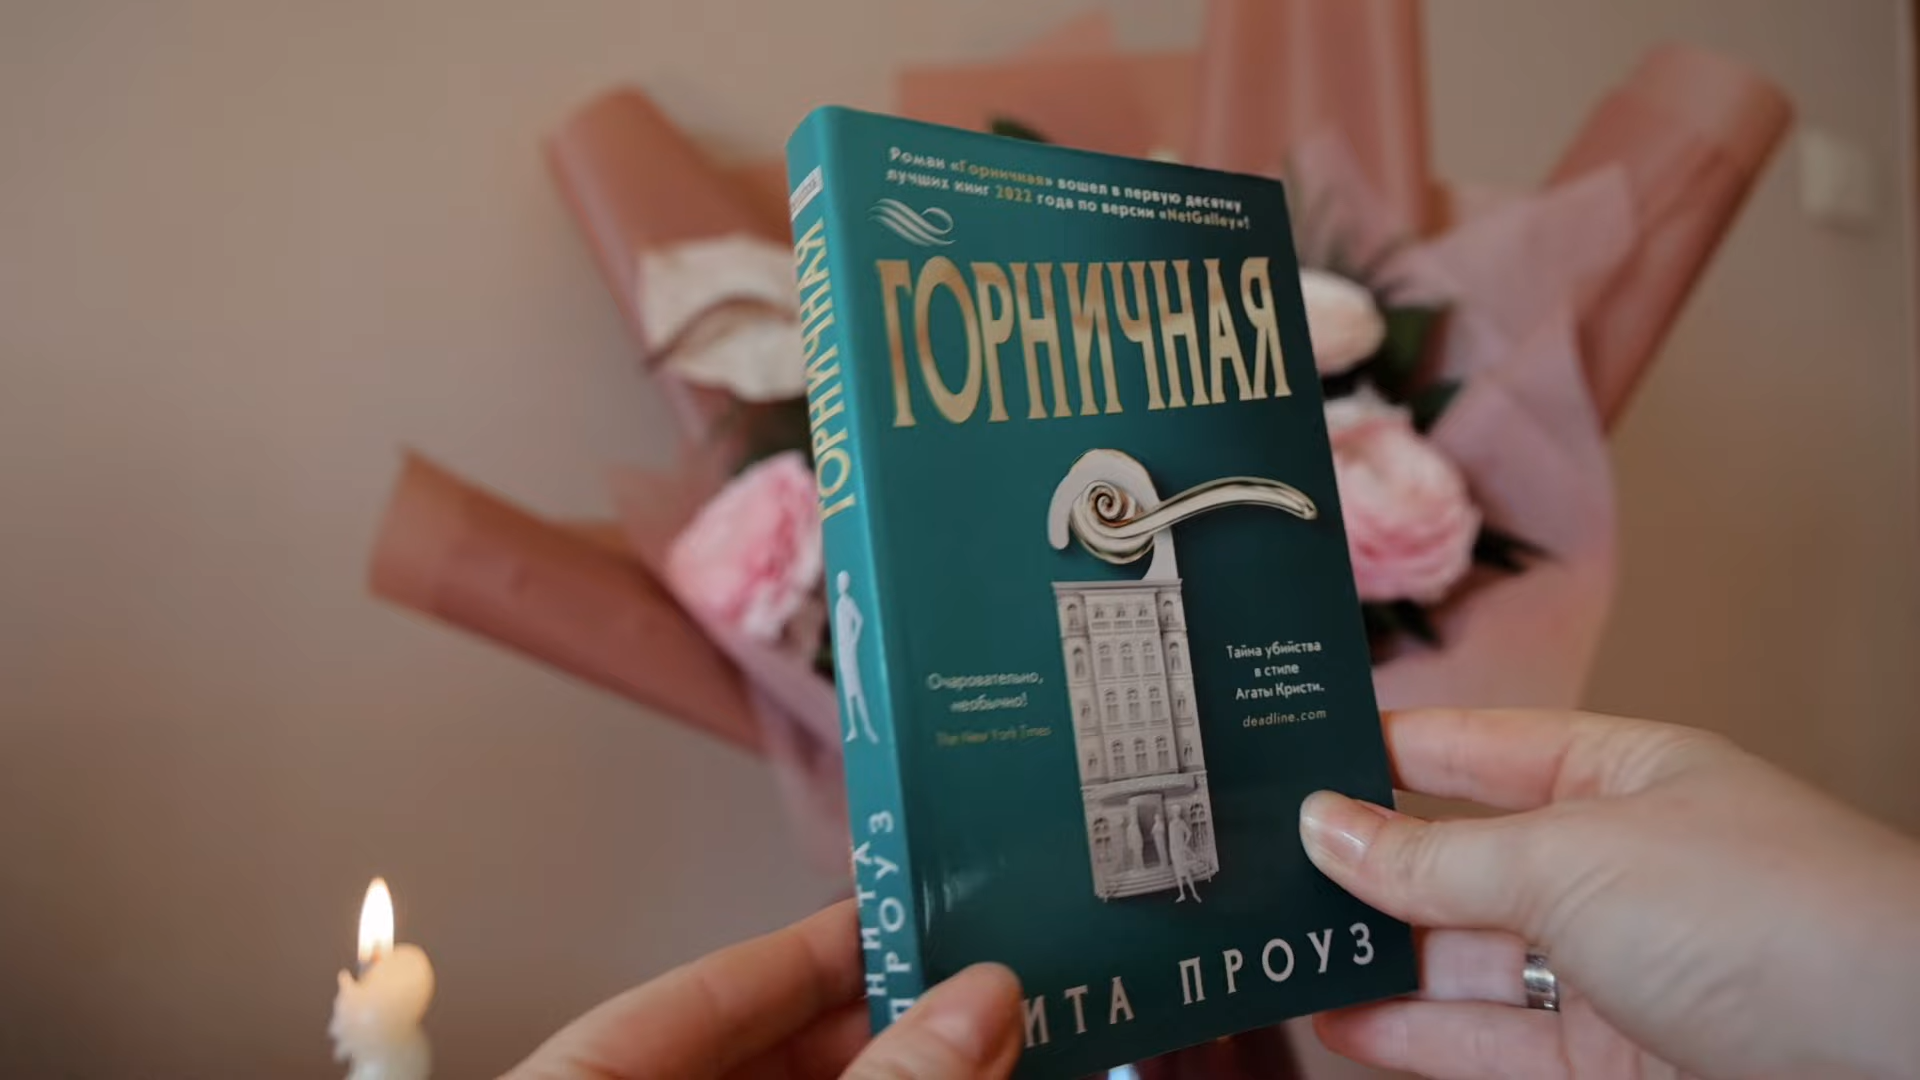 Роман «Горничная» вошел в первую десятку
лучших книг 2022 года по версии «NetGalley»!
ГОРНИЧНАЯ
Очаровательно,
необычно!
The New York Times
Тайна убийства
в стиле
Агаты Кристи.
deadline.com
ИТА ПРОУЗ
ГОРНИЧНАЯ
НИТА
ПРОУЗ